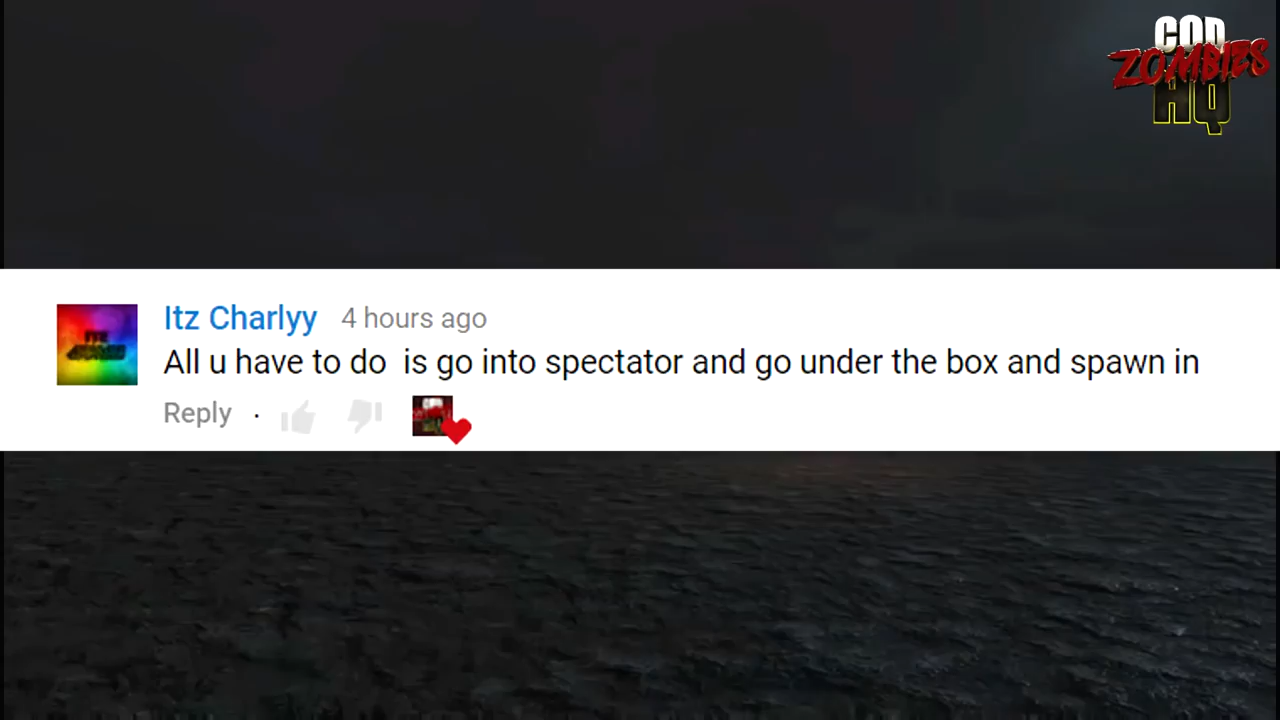 COD
ZOMBIES
HQ
Itz Charlyy 4 hours ago
All u have to do  is go into spectator and go under the box and spawn in
Reply ·